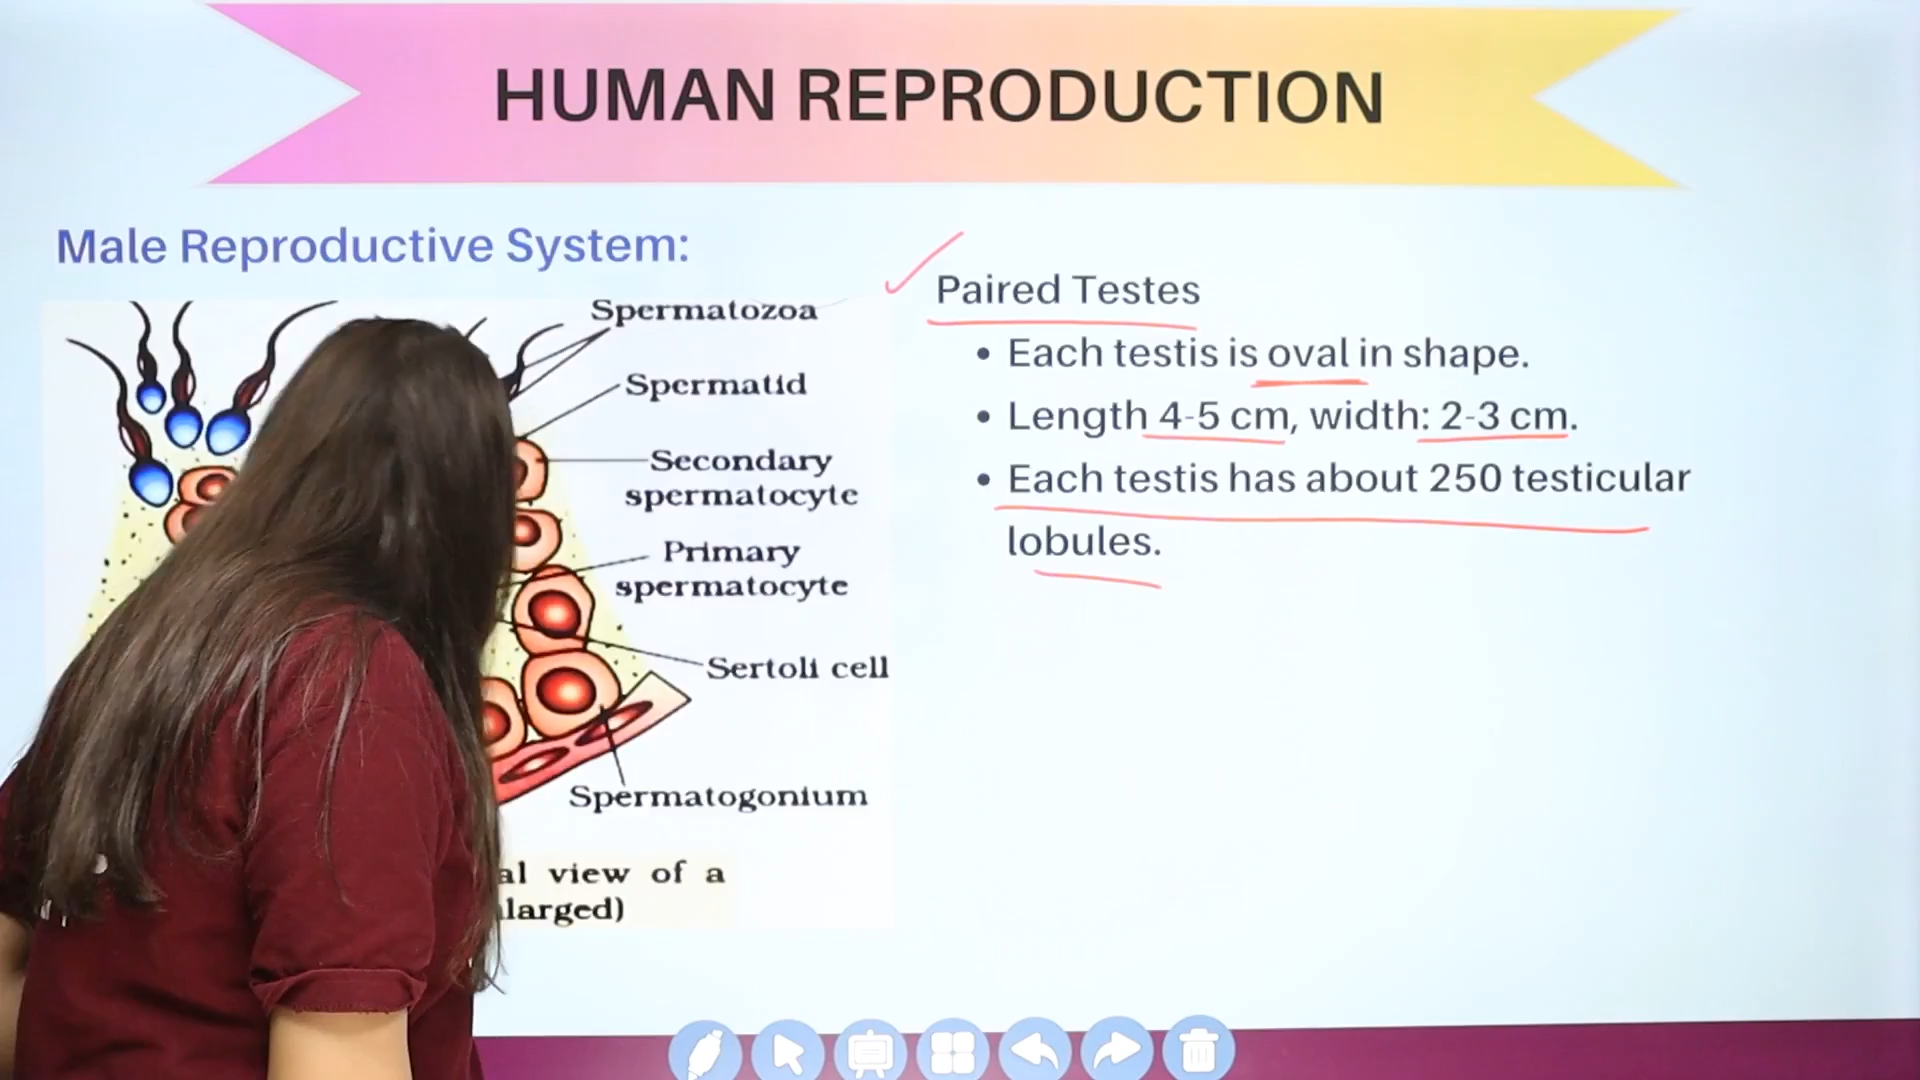 HUMAN REPRODUCTION
Male Reproductive System:
Spermatozoa
Spermatid
Secondary
spermatocyte
Primary
spermatocyte
Sertoli cell
Spermatogonium
view of a
Paired Testes
• Each testis is oval in shape.
• Length 4-5 cm, width: 2-3 cm.
• Each testis has about 250 testicular
lobules.